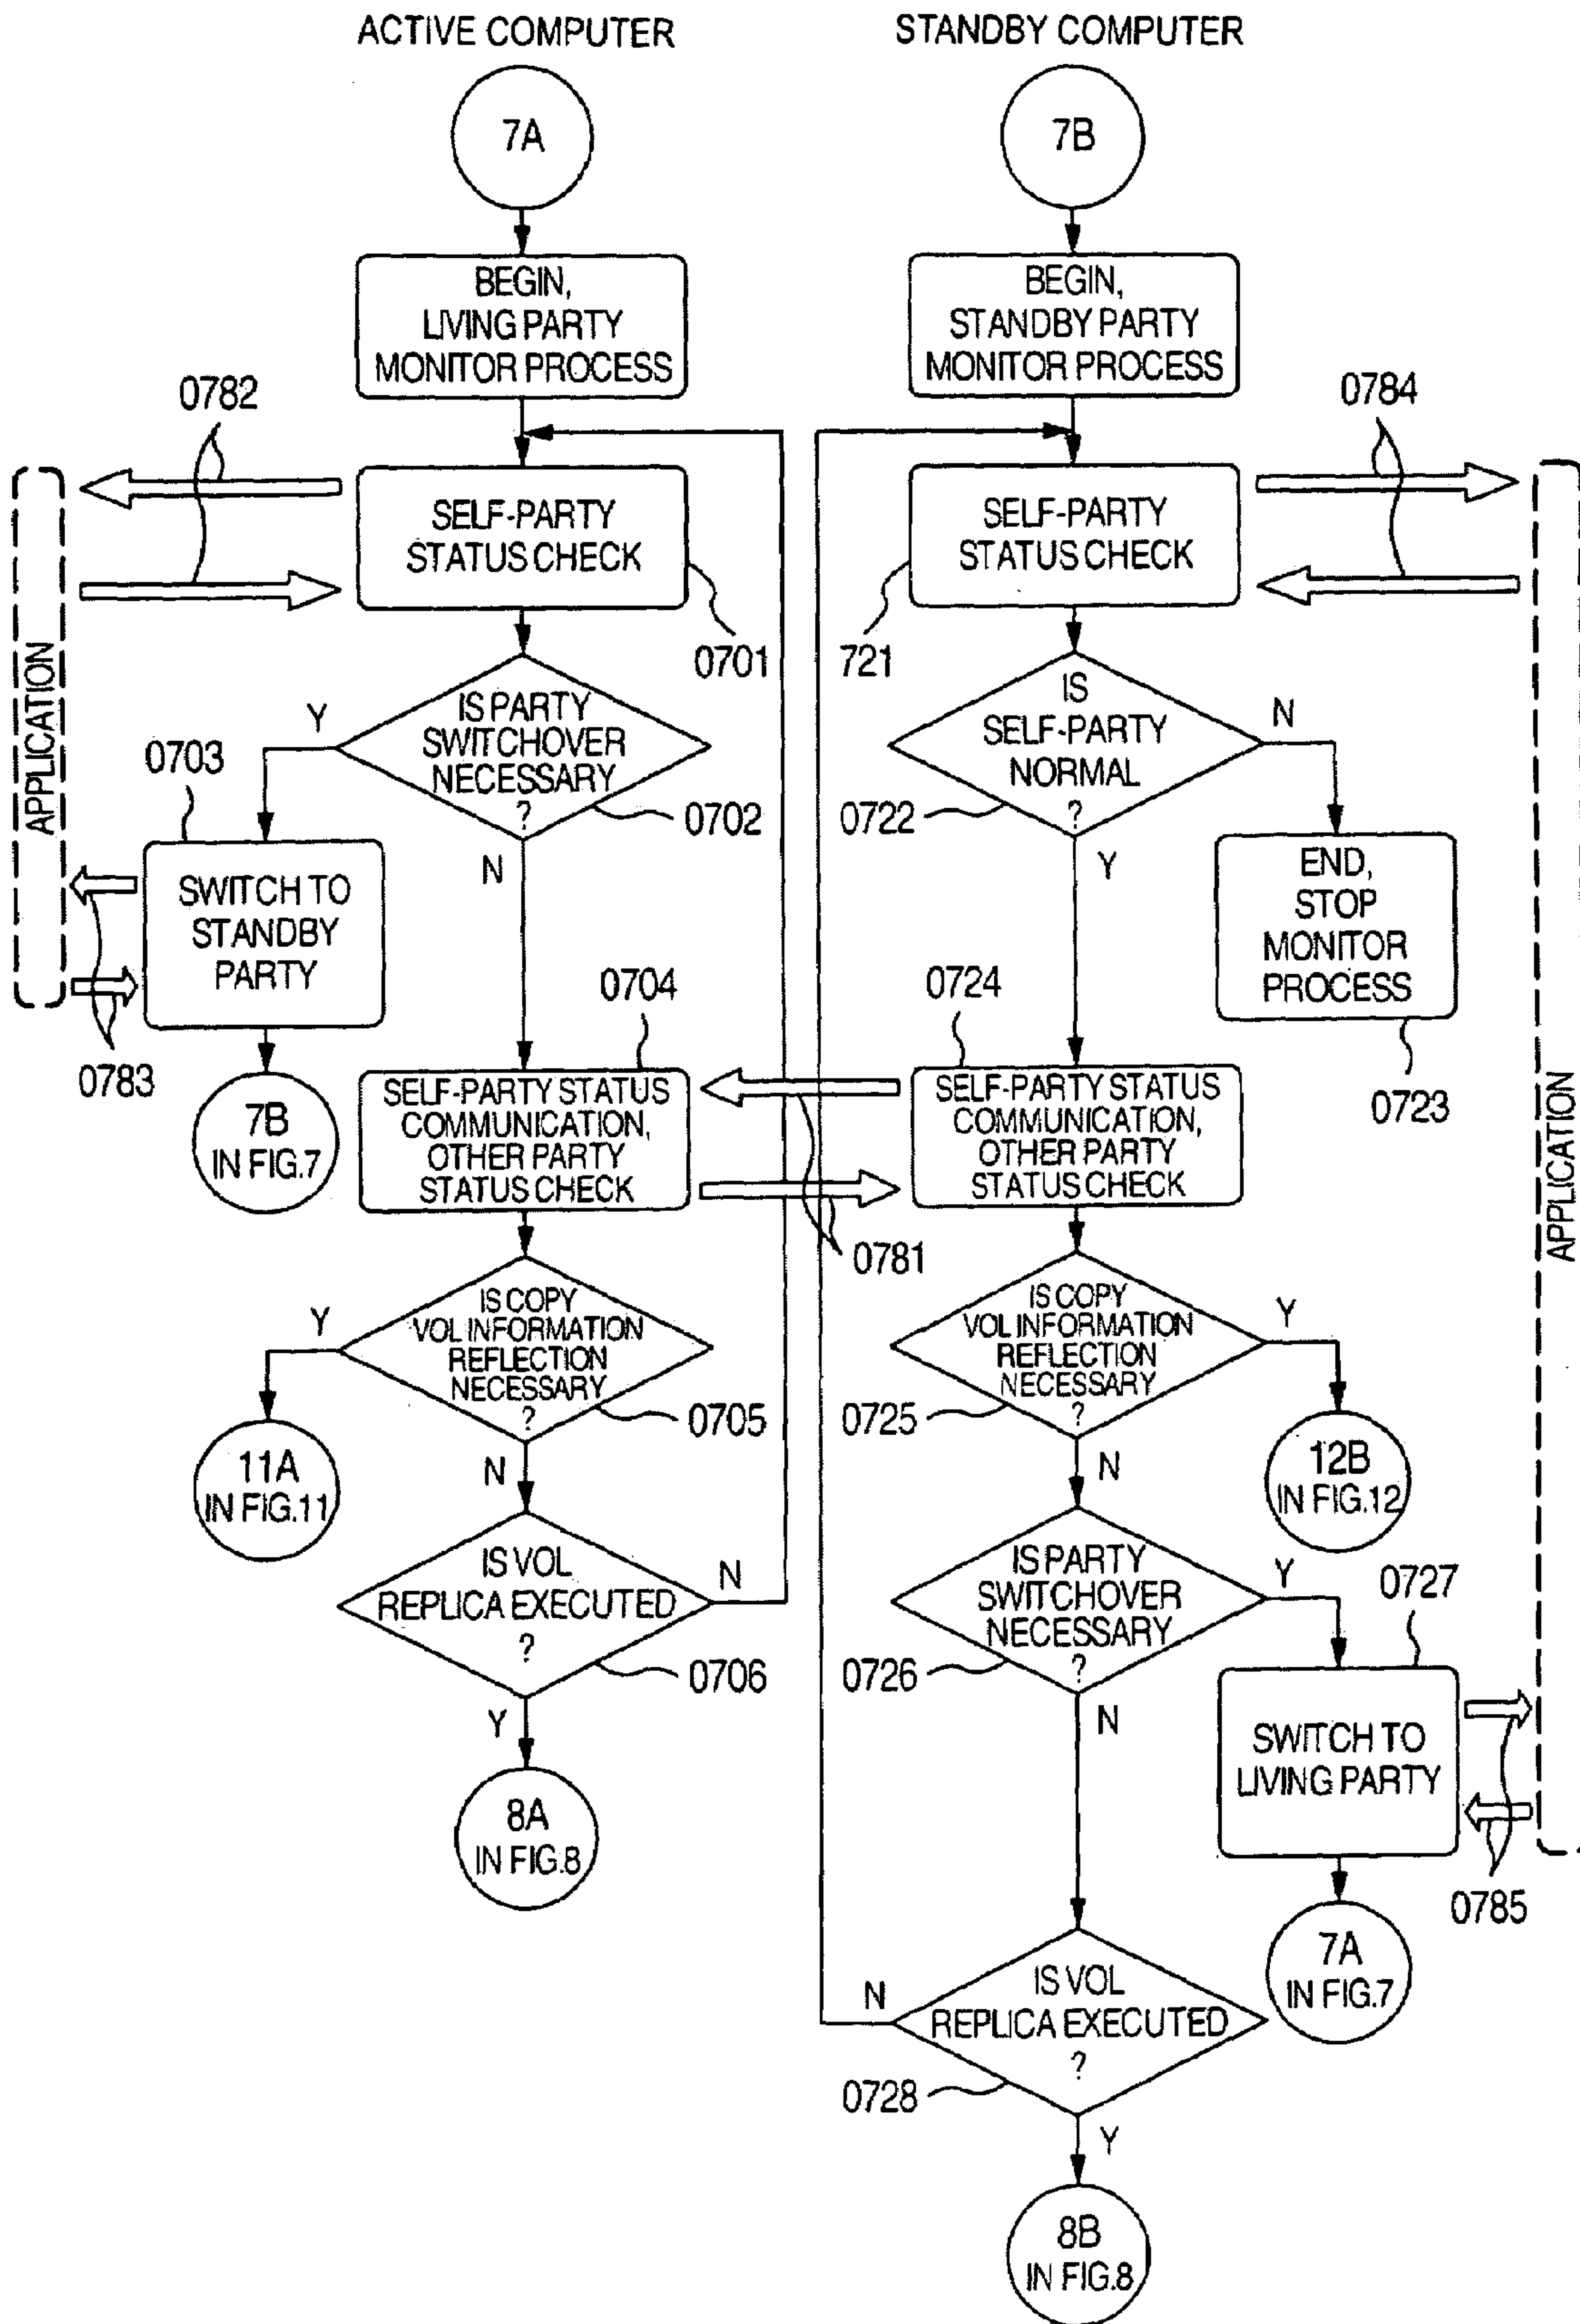 ACTIVE COMPUTER
STANDBY COMPUTER
7A
7B
BEGIN,
LIVING PARTY
MONITOR PROCESS
BEGIN,
STANDBY PARTY
MONITOR PROCESS
0782
0784
SELF-PARTY
STATUS CHECK
SELF-PARTY
STATUS CHECK
0701
721
APPLICATION
IS PARTY
SWITCHOVER
NECESSARY
?
Y
0702
N
0703
IS
SELF-PARTY
NORMAL
?
N
0722
Y
SWITCH TO
STANDBY
PARTY
END,
STOP
MONITOR
PROCESS
0783
0723
7B
IN FIG.7
0704
0724
SELF-PARTY STATUS
COMMUNICATION,
OTHER PARTY
STATUS CHECK
SELF-PARTY STATUS
COMMUNICATION,
OTHER PARTY
STATUS CHECK
0781
APPLICATION
IS COPY
VOL INFORMATION
REFLECTION
NECESSARY
?
Y
0705
N
IS COPY
VOL INFORMATION
REFLECTION
NECESSARY
?
Y
0725
N
11A
IN FIG.11
12B
IN FIG.12
IS VOL
REPLICA EXECUTED
?
N
0706
Y
IS PARTY
SWITCHOVER
NECESSARY
?
Y
0726
N
0727
SWITCH TO
LIVING PARTY
0785
8A
IN FIG.8
7A
IN FIG.7
IS VOL
REPLICA EXECUTED
?
N
0728
Y
8B
IN FIG.8